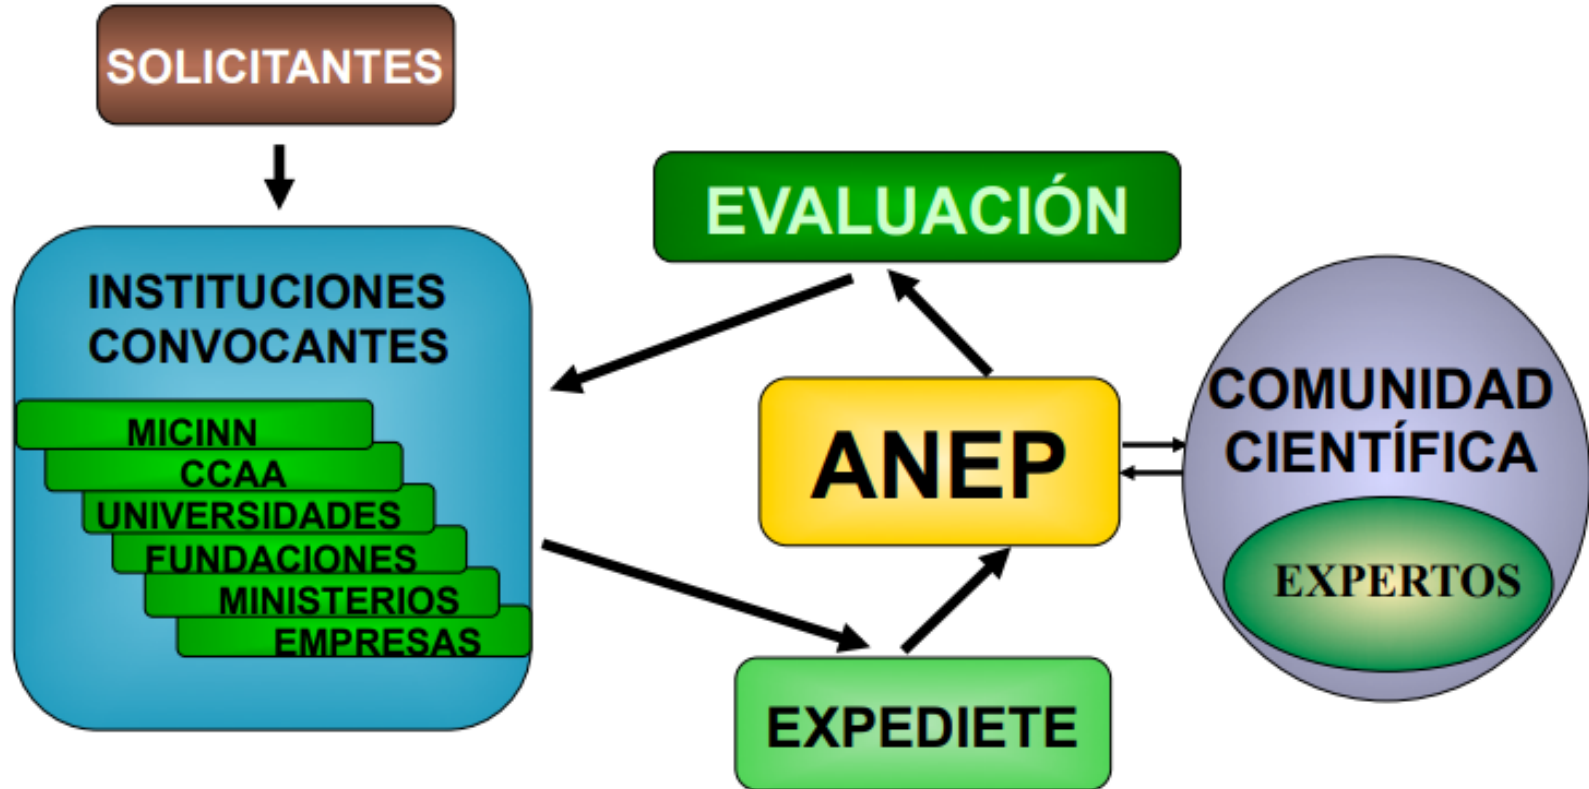 SOLICITANTES
INSTITUCIONES
CONVOCANTES
MICINN
CCAA
UNIVERSIDADES
FUNDACIONES
MINISTERIOS
EMPRESAS
EVALUACIÓN
ANEP
EXPEDIETE
COMUNIDAD
CIENTÍFICA
EXPERTOS